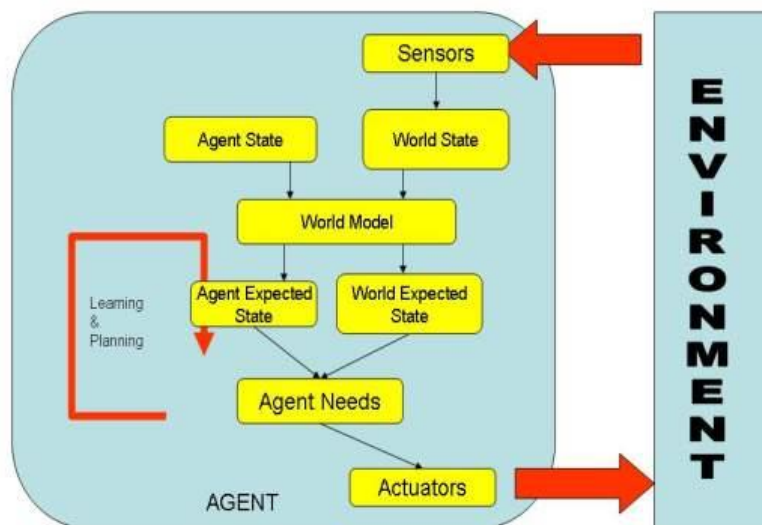 Sensors
Agent State
World State
World Model
Learning
&
Planning
Agent Expected
State
World Expected
State
Agent Needs
Actuators
AGENT
ENVIRONMENT